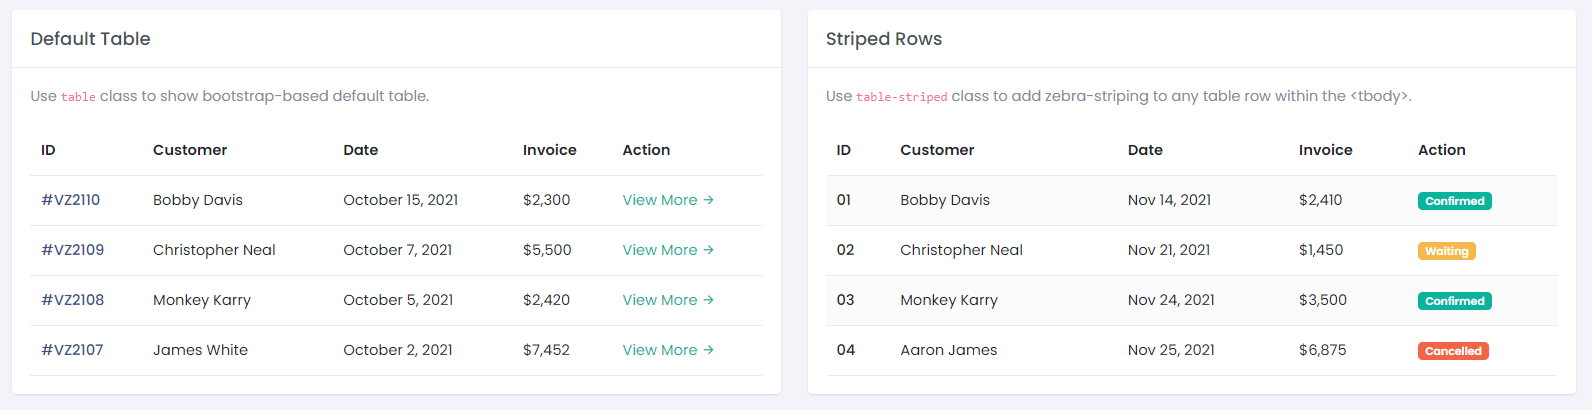 Default Table
Use table class to show bootstrap-based default table.
ID Customer Date Invoice Action
#VZ2110 Bobby Davis October 15, 2021 $2,300 View More →
#VZ2109 Christopher Neal October 7, 2021 $5,500 View More →
#VZ2108 Monkey Karry October 5, 2021 $2,420 View More →
#VZ2107 James White October 2, 2021 $7,452 View More →
Striped Rows
Use table-striped class to add zebra-striping to any table row within the <tbody>.
ID Customer Date Invoice Action
01 Bobby Davis Nov 14, 2021 $2,410 Confirmed
02 Christopher Neal Nov 21, 2021 $1,450 Waiting
03 Monkey Karry Nov 24, 2021 $3,500 Confirmed
04 Aaron James Nov 25, 2021 $6,875 Cancelled